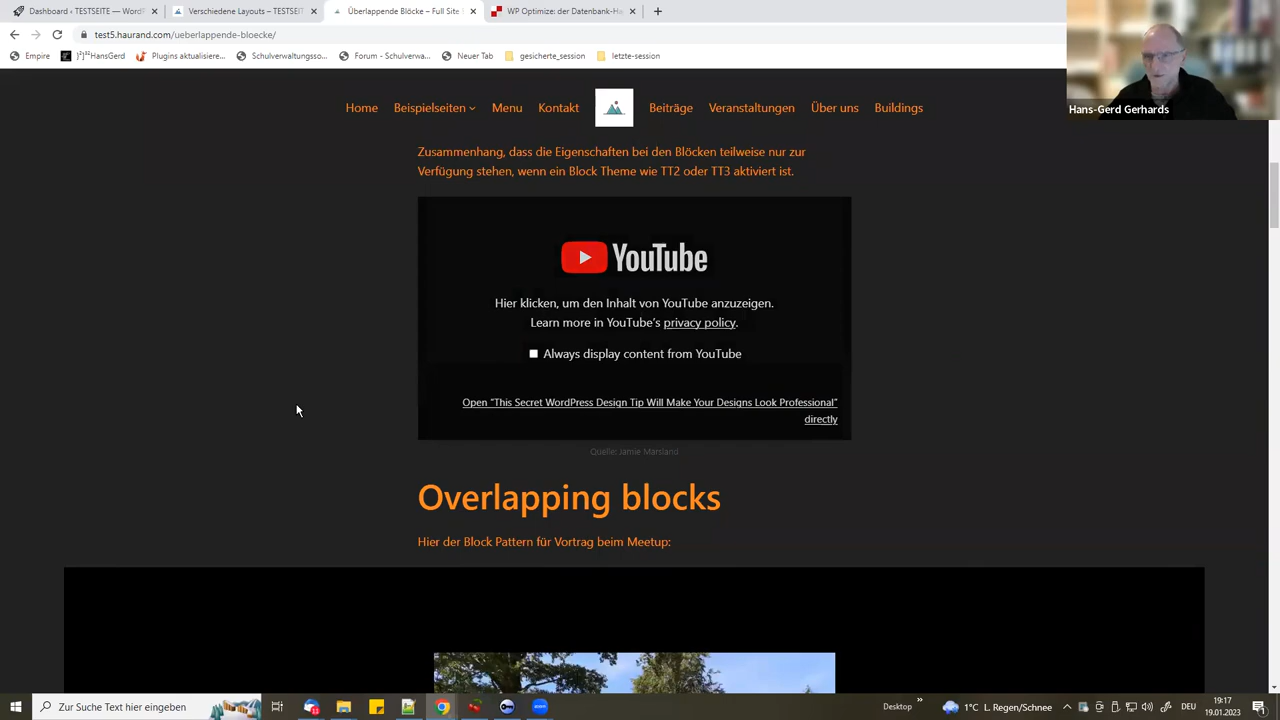 Dashboard ‹ TESTSEITE — WordP
Verschiedene Layouts – TESTSEIT
Überlappende Blöcke – Full Site E
WP Optimize: der Datenbank-Ha
test5.haurand.com/ueberlappende-bloecke/
Empire
}²]³²HansGerd
Plugins aktualisiere...
Schulverwaltungsso...
Forum - Schulverwa...
Neuer Tab
gesicherte_session
letzte-session
Hans-Gerd Gerhards
Home
Beispielseiten
Menu
Kontakt
Beiträge
Veranstaltungen
Über uns
Buildings
Zusammenhang, dass die Eigenschaften bei den Blöcken teilweise nur zur
Verfügung stehen, wenn ein Block Theme wie TT2 oder TT3 aktiviert ist.
YouTube
Hier klicken, um den Inhalt von YouTube anzuzeigen.
Learn more in YouTube's privacy policy.
Always display content from YouTube
Open "This Secret WordPress Design Tip Will Make Your Designs Look Professional"
directly
Quelle: Jamie Marsland
Overlapping blocks
Hier der Block Pattern für Vortrag beim Meetup:
Zur Suche Text hier eingeben
Desktop
1°C L. Regen/Schnee
DEU
19:17
19.01.2023